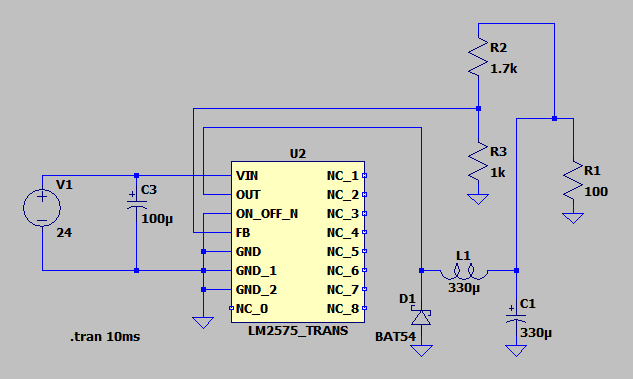 R2
1.7k
U2
V1
24
C3
100µ
VIN NC_1
OUT NC_2
ON_OFF_N NC_3
FB NC_4
GND NC_5
GND_1 NC_6
GND_2 NC_7
NC_0 NC_8
LM2575_TRANS
R3
1k
R1
100
L1
330µ
D1
BAT54
C1
330µ
.tran 10ms